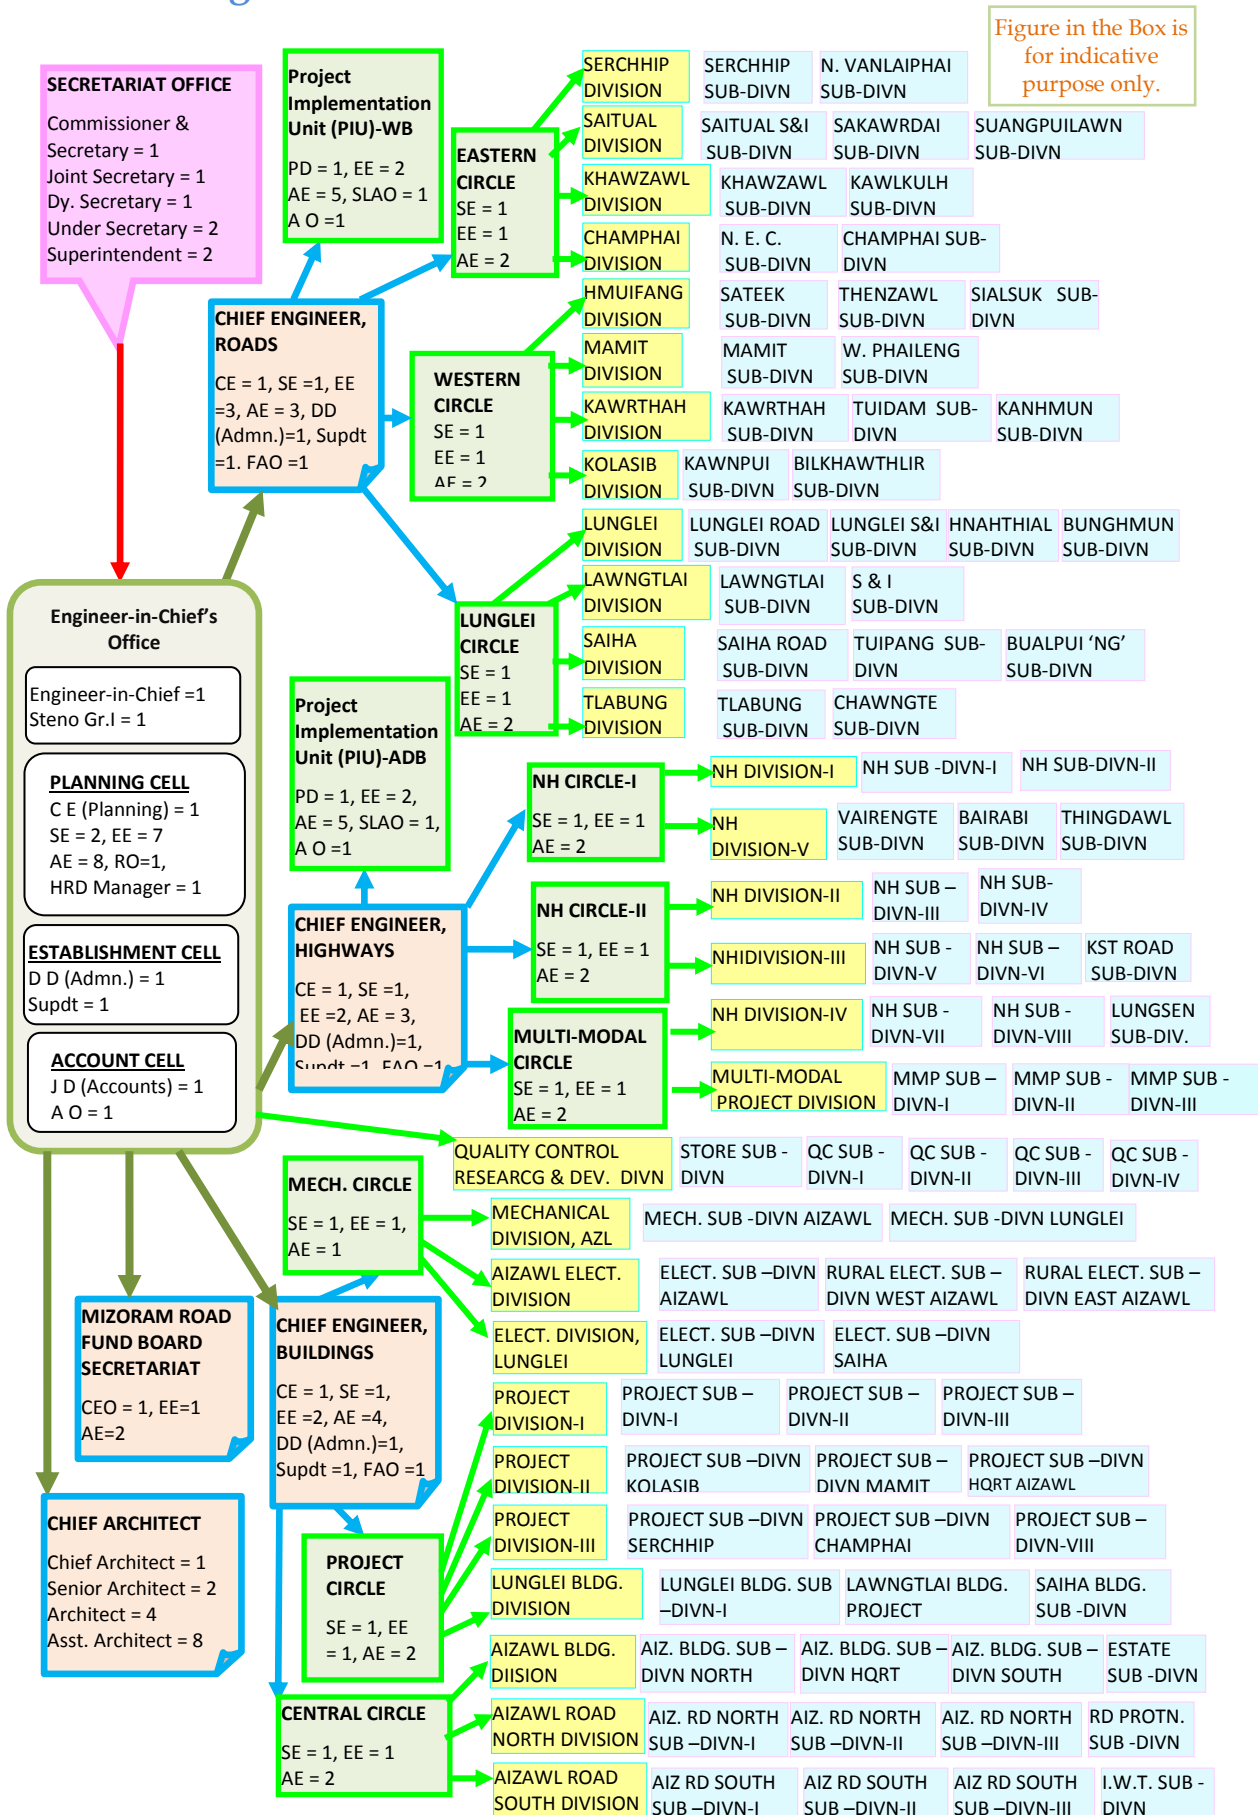 Figure in the Box is
for indicative
purpose only.
SECRETARIAT OFFICE
Commissioner &
Secretary = 1
Joint Secretary = 1
Dy. Secretary = 1
Under Secretary = 2
Superintendent = 2
Project
Implementation
Unit (PIU)-WB
PD = 1, EE = 2
AE = 5, SLAO = 1
A O =1
CHIEF ENGINEER,
ROADS
CE = 1, SE =1, EE
=3, AE = 3, DD
(Admn.)=1, Supdt
=1. FAO =1
EASTERN
CIRCLE
SE = 1
EE = 1
AE = 2
SERCHHIP
DIVISION
SERCHHIP
SUB-DIVN
N. VANLAIPHAI
SUB-DIVN
SAITUAL
DIVISION
SAITUAL S&I
SUB-DIVN
SAKAWRDAI
SUB-DIVN
SUANGPUILAWN
SUB-DIVN
KHAWZAWL
DIVISION
KHAWZAWL
SUB-DIVN
KAWLKULH
SUB-DIVN
CHAMPHAI
DIVISION
N. E. C.
SUB-DIVN
CHAMPHAI SUB-
DIVN
WESTERN
CIRCLE
SE = 1
EE = 1
AE = 2
HMUIFANG
DIVISION
SATEEK
SUB-DIVN
THENZAWL
SUB-DIVN
SIALSUK SUB-
DIVN
MAMIT
DIVISION
MAMIT
SUB-DIVN
W. PHAILENG
SUB-DIVN
KAWRTHAH
DIVISION
KAWRTHAH
SUB-DIVN
TUIDAM SUB-
DIVN
KANHMUN
SUB-DIVN
KOLASIB
DIVISION
KAWNPUI
SUB-DIVN
BILKHAWTHLIR
SUB-DIVN
LUNGLEI
CIRCLE
SE = 1
EE = 1
AE = 2
LUNGLEI
DIVISION
LUNGLEI ROAD
SUB-DIVN
LUNGLEI S&I
SUB-DIVN
HNAHTHIAL
SUB-DIVN
BUNGHMUN
SUB-DIVN
LAWNGTLAI
DIVISION
LAWNGTLAI
SUB-DIVN
S & I
SUB-DIVN
SAIHA
DIVISION
SAIHA ROAD
SUB-DIVN
TUIPANG SUB-
DIVN
BUALPUI ‘NG’
SUB-DIVN
TLABUNG
DIVISION
TLABUNG
SUB-DIVN
CHAWNGTE
SUB-DIVN
Engineer-in-Chief’s
Office
Engineer-in-Chief =1
Steno Gr.I = 1
PLANNING CELL
C E (Planning) = 1
SE = 2, EE = 7
AE = 8, RO=1,
HRD Manager = 1
ESTABLISHMENT CELL
D D (Admn.) = 1
Supdt = 1
ACCOUNT CELL
J D (Accounts) = 1
A O = 1
Project
Implementation
Unit (PIU)-ADB
PD = 1, EE = 2,
AE = 5, SLAO = 1,
A O =1
CHIEF ENGINEER,
HIGHWAYS
CE = 1, SE =1,
EE =2, AE = 3,
DD (Admn.)=1,
Supdt =1, FAO =1
NH CIRCLE-I
SE = 1, EE = 1
AE = 2
NH DIVISION-I
NH SUB -DIVN-I
NH SUB-DIVN-II
NH
DIVISION-V
VAIRENGTE
SUB-DIVN
BAIRABI
SUB-DIVN
THINGDAWL
SUB-DIVN
NH CIRCLE-II
SE = 1, EE = 1
AE = 2
NH DIVISION-II
NH SUB –
DIVN-III
NH SUB-
DIVN-IV
NHIDIVISION-III
NH SUB -
DIVN-V
NH SUB –
DIVN-VI
KST ROAD
SUB-DIVN
MULTI-MODAL
CIRCLE
SE = 1, EE = 1
AE = 2
NH DIVISION-IV
NH SUB -
DIVN-VII
NH SUB -
DIVN-VIII
LUNGSEN
SUB-DIV.
MULTI-MODAL
PROJECT DIVISION
MMP SUB –
DIVN-I
MMP SUB -
DIVN-II
MMP SUB -
DIVN-III
QUALITY CONTROL
RESEARCG & DEV. DIVN
STORE SUB -
DIVN
QC SUB -
DIVN-I
QC SUB -
DIVN-II
QC SUB -
DIVN-III
QC SUB -
DIVN-IV
MECH. CIRCLE
SE = 1, EE = 1,
AE = 1
MECHANICAL
DIVISION, AZL
MECH. SUB -DIVN AIZAWL
MECH. SUB -DIVN LUNGLEI
AIZAWL ELECT.
DIVISION
ELECT. SUB –DIVN
AIZAWL
RURAL ELECT. SUB –
DIVN WEST AIZAWL
RURAL ELECT. SUB –
DIVN EAST AIZAWL
ELECT. DIVISION,
LUNGLEI
ELECT. SUB –DIVN
LUNGLEI
ELECT. SUB –DIVN
SAIHA
MIZORAM ROAD
FUND BOARD
SECRETARIAT
CEO = 1, EE=1
AE=2
CHIEF ENGINEER,
BUILDINGS
CE = 1, SE =1,
EE =2, AE =4,
DD (Admn.)=1,
Supdt =1, FAO =1
CHIEF ARCHITECT
Chief Architect = 1
Senior Architect = 2
Architect = 4
Asst. Architect = 8
PROJECT
CIRCLE
SE = 1, EE
= 1, AE = 2
PROJECT
DIVISION-I
PROJECT SUB –
DIVN-I
PROJECT SUB –
DIVN-II
PROJECT SUB –
DIVN-III
PROJECT
DIVISION-II
PROJECT SUB –DIVN
KOLASIB
PROJECT SUB –
DIVN MAMIT
PROJECT SUB –DIVN
HQRT AIZAWL
PROJECT
DIVISION-III
PROJECT SUB –DIVN
SERCHHIP
PROJECT SUB –DIVN
CHAMPHAI
PROJECT SUB –
DIVN-VIII
LUNGLEI BLDG.
DIVISION
LUNGLEI BLDG. SUB
–DIVN-I
LAWNGTLAI BLDG.
PROJECT
SAIHA BLDG.
SUB -DIVN
CENTRAL CIRCLE
SE = 1, EE = 1
AE = 2
AIZAWL BLDG.
DIISION
AIZ. BLDG. SUB –
DIVN NORTH
AIZ. BLDG. SUB –
DIVN HQRT
AIZ. BLDG. SUB –
DIVN SOUTH
ESTATE
SUB -DIVN
AIZAWL ROAD
NORTH DIVISION
AIZ. RD NORTH
SUB –DIVN-I
AIZ. RD NORTH
SUB –DIVN-II
AIZ. RD NORTH
SUB –DIVN-III
RD PROTN.
SUB -DIVN
AIZAWL ROAD
SOUTH DIVISION
AIZ RD SOUTH
SUB –DIVN-I
AIZ RD SOUTH
SUB –DIVN-II
AIZ RD SOUTH
SUB –DIVN-III
I.W.T. SUB -
DIVN